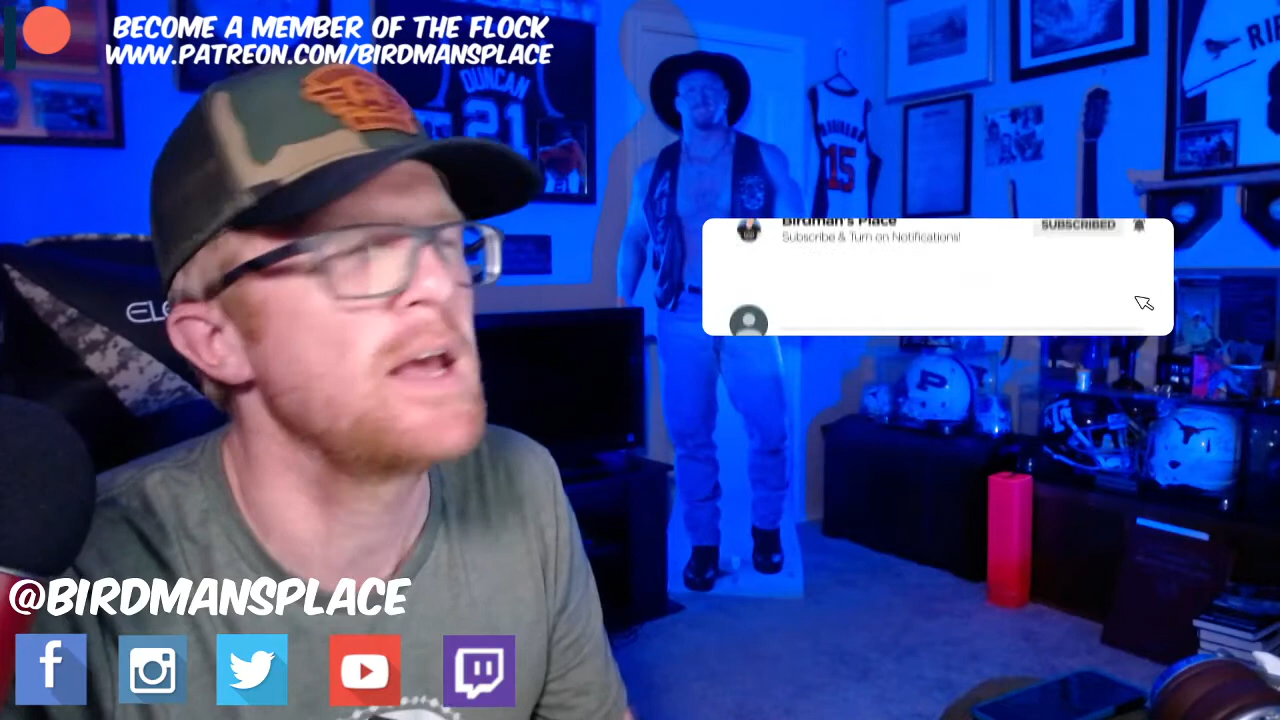 BECOME A MEMBER OF THE FLOCK
WWW.PATREON.COM/BIRDMANSPLACE
DUNCAN
21
15
Birdman's Place
SUBSCRIBED
Subscribe & Turn on Notifications!
P
@BIRDMANSPLACE
f